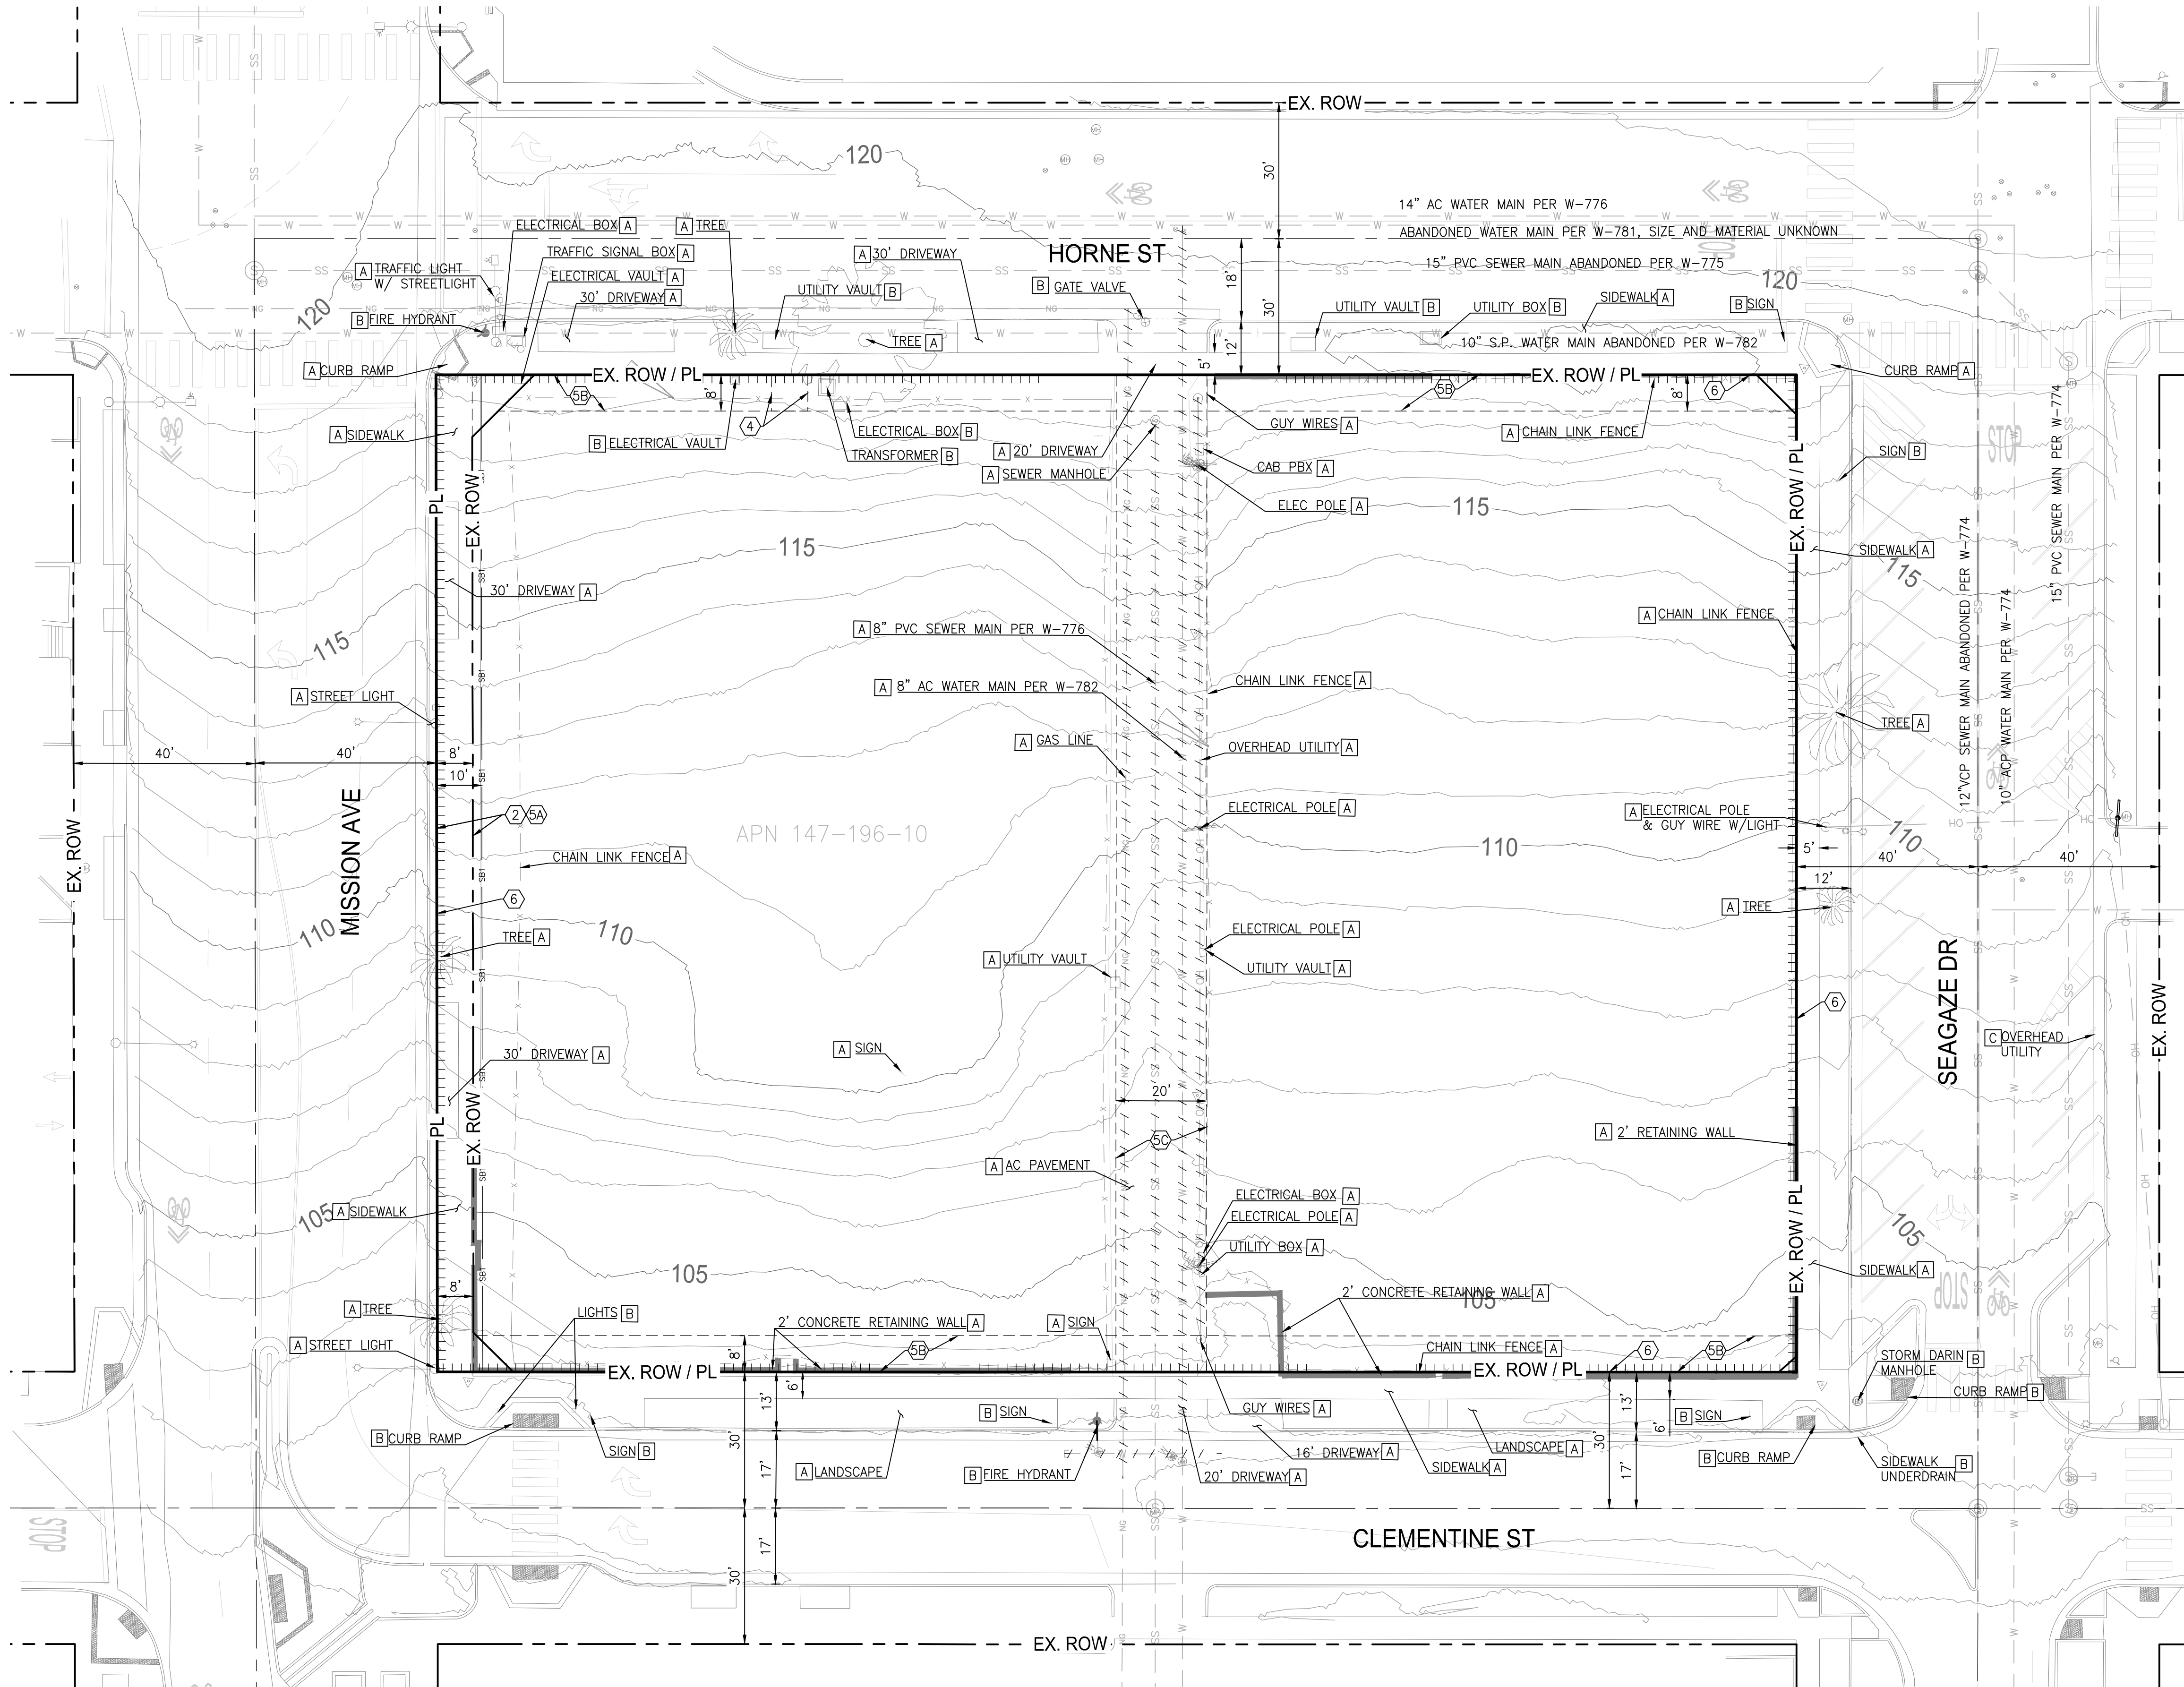 EX. ROW
120
30'
14" AC WATER MAIN PER W-776
ABANDONED WATER MAIN PER W-781, SIZE AND MATERIAL UNKNOWN
HORNE ST
15" PVC SEWER MAIN ABANDONED PER W-775
120
ELECTRICAL BOX A
A TREE
TRAFFIC SIGNAL BOX A
A 30' DRIVEWAY
A TRAFFIC LIGHT
W/ STREETLIGHT
ELECTRICAL VAULT A
B GATE VALVE
18'
30' DRIVEWAY A
UTILITY VAULT B
30'
UTILITY VAULT B
UTILITY BOX B
SIDEWALK A
B SIGN
120
B FIRE HYDRANT
TREE A
12'
10" S.P. WATER MAIN ABANDONED PER W-782
A CURB RAMP
5'
CURB RAMP A
EX. ROW / PL
EX. ROW / PL
8'
5B
5B
6
8'
4
A SIDEWALK
B ELECTRICAL VAULT
ELECTRICAL BOX B
TRANSFORMER B
GUY WIRES A
A CHAIN LINK FENCE
A 20' DRIVEWAY
A SEWER MANHOLE
CAB PBX A
SIGN B
STOP
ELEC POLE A
PL
EX. ROW
EX. ROW / PL
115
115
115
SIDEWALK A
12" VCP SEWER MAIN ABANDONED PER W-774
10" ACP WATER MAIN PER W-774
15" PVC SEWER MAIN PER W-774
30' DRIVEWAY A
A CHAIN LINK FENCE
A 8" PVC SEWER MAIN PER W-776
115
A STREET LIGHT
A 8" AC WATER MAIN PER W-782
CHAIN LINK FENCE A
TREE A
A GAS LINE
OVERHEAD UTILITY A
40'
40'
8'
10'
MISSION AVE
2 5A
ELECTRICAL POLE A
A ELECTRICAL POLE
& GUY WIRE W/LIGHT
APN 147-196-10
110
110
CHAIN LINK FENCE A
5'
40'
40'
12'
EX. ROW
6
110
110
TREE A
A TREE
ELECTRICAL POLE A
A UTILITY VAULT
UTILITY VAULT A
6
SEAGAZE DR
EX. ROW
C OVERHEAD
UTILITY
A SIGN
30' DRIVEWAY A
20'
PL
EX. ROW
5C
A 2' RETAINING WALL
A AC PAVEMENT
105
A SIDEWALK
ELECTRICAL BOX A
ELECTRICAL POLE A
UTILITY BOX A
EX. ROW / PL
105
SIDEWALK A
105
8'
A TREE
LIGHTS B
2' CONCRETE RETAINING WALL A
A SIGN
2' CONCRETE RETAINING WALL A
105
STOP
A STREET LIGHT
8'
5B
CHAIN LINK FENCE A
6
5B
STORM DARIN B
MANHOLE
EX. ROW / PL
EX. ROW / PL
6'
13'
30'
13'
6'
30'
CURB RAMP B
B SIGN
GUY WIRES A
B SIGN
B CURB RAMP
SIGN B
16' DRIVEWAY A
LANDSCAPE A
B CURB RAMP
SIDEWALK B
UNDERDRAIN
A LANDSCAPE
17'
B FIRE HYDRANT
20' DRIVEWAY A
SIDEWALK A
17'
STOP
CLEMENTINE ST
17'
30'
EX. ROW